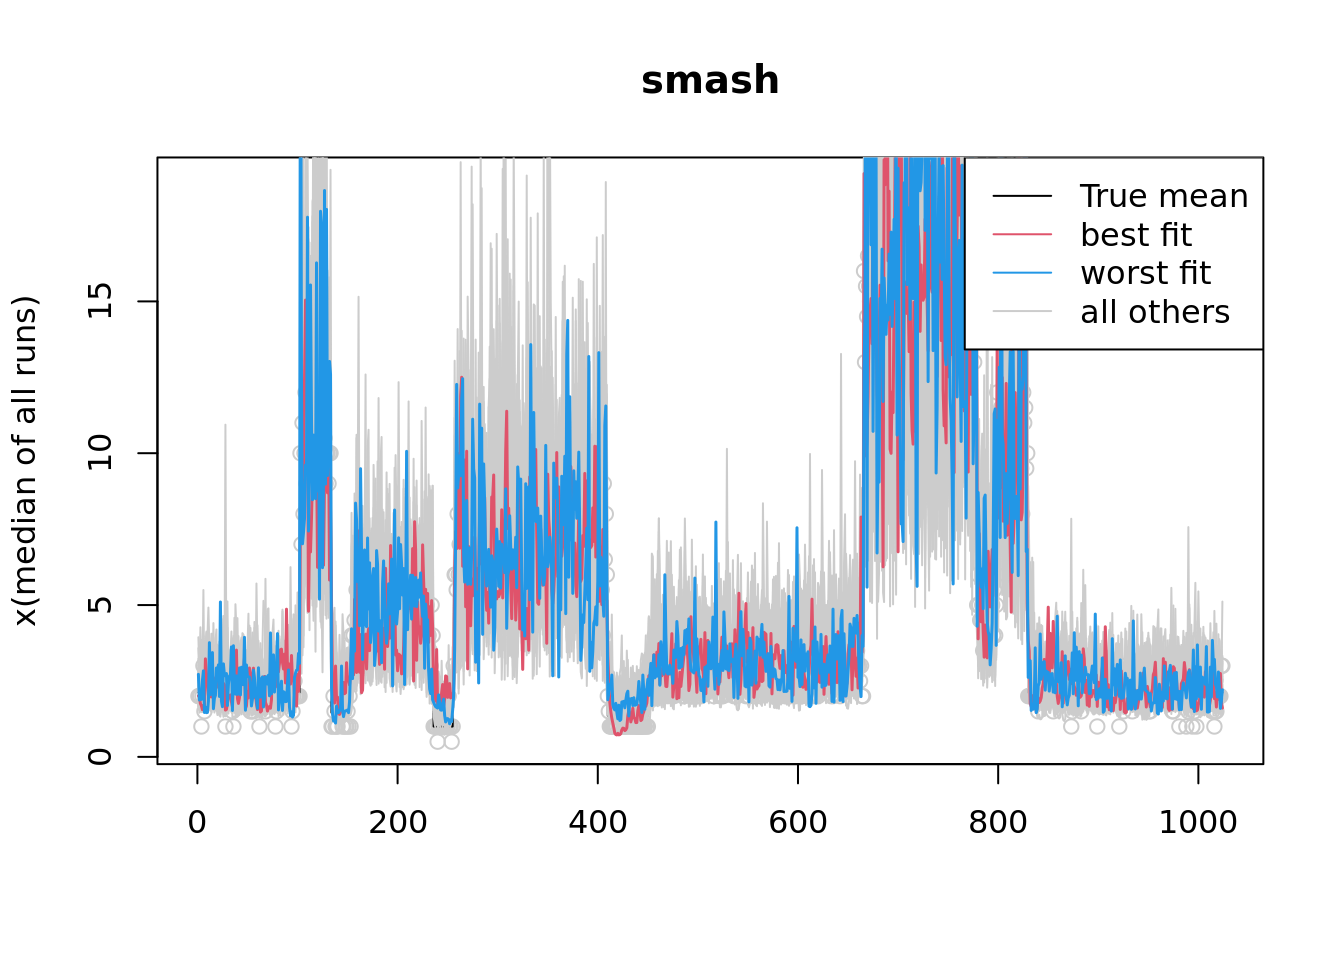 smash
True mean
best fit
worst fit
all others
x(median of all runs)
15
10
5
0
0 200 400 600 800 1000